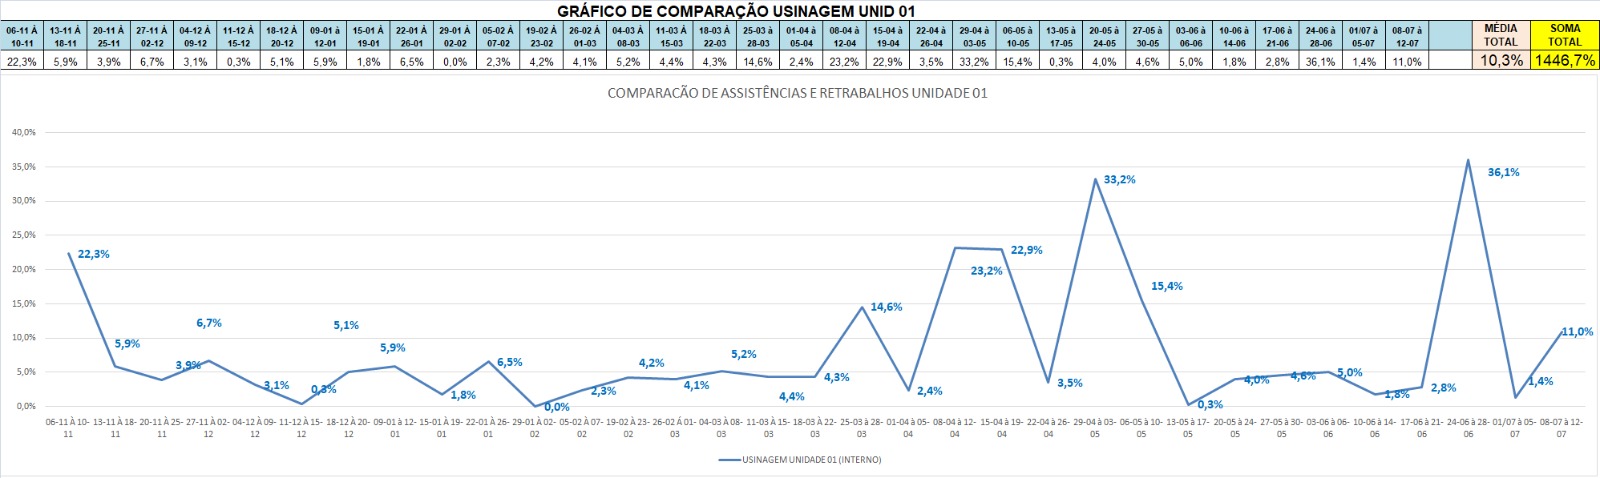 GRÁFICO DE COMPARAÇÃO USINAGEM UNID 01
06-11 À 10-11 13-11 À 18-11 20-11 À 25-11 27-11 À 02-12 04-12 À 09-12 11-12 À 15-12 18-12 À 20-12 09-01 à 12-01 15-01 À 19-01 22-01 À 26-01 29-01 À 02-02 05-02 À 07-02 19-02 À 23-02 26-02 À 01-03 04-03 À 08-03 11-03 À 15-03 18-03 À 22-03 25-03 à 28-03 01-04 à 05-04 08-04 à 12-04 15-04 à 19-04 22-04 à 26-04 29-04 à 03-05 06-05 à 10-05 13-05 à 17-05 20-05 à 24-05 27-05 à 30-05 03-06 à 06-06 10-06 à 14-06 17-06 à 21-06 24-06 à 28-06 01/07 à 05-07 08-07 à 12-07 MÉDIA TOTAL SOMA TOTAL
22,3% 5,9% 3,9% 6,7% 3,1% 0,3% 5,1% 5,9% 1,8% 6,5% 0,0% 2,3% 4,2% 4,1% 5,2% 4,4% 4,3% 14,6% 2,4% 23,2% 22,9% 3,5% 33,2% 15,4% 0,3% 4,0% 4,6% 5,0% 1,8% 2,8% 36,1% 1,4% 11,0% 10,3% 1446,7%
COMPARACÃO DE ASSISTÊNCIAS E RETRABALHOS UNIDADE 01
40,0%
35,0%
30,0%
25,0%
20,0%
15,0%
10,0%
5,0%
0,0%
22,3% 5,9% 3,9% 6,7% 3,1% 0,3% 5,1% 5,9% 1,8% 6,5% 0,0% 2,3% 4,2% 4,1% 5,2% 4,4% 4,3% 14,6% 2,4% 23,2% 22,9% 3,5% 33,2% 15,4% 0,3% 4,0% 4,6% 5,0% 1,8% 2,8% 36,1% 1,4% 11,0%
06-11 À 10-11 13-11 À 18-11 20-11 À 25-11 27-11 À 02-12 04-12 À 09-12 11-12 À 15-12 18-12 À 20-12 09-01 à 12-01 15-01 À 19-01 22-01 À 26-01 29-01 À 02-02 05-02 À 07-02 19-02 À 23-02 26-02 À 01-03 04-03 À 08-03 11-03 À 15-03 18-03 À 22-03 25-03 à 28-03 01-04 à 05-04 08-04 à 12-04 15-04 à 19-04 22-04 à 26-04 29-04 à 03-05 06-05 à 10-05 13-05 à 17-05 20-05 à 24-05 27-05 à 30-05 03-06 à 06-06 10-06 à 14-06 17-06 à 21-06 24-06 à 28-06 01/07 à 05-07 08-07 à 12-07
USINAGEM UNIDADE 01 (INTERNO)